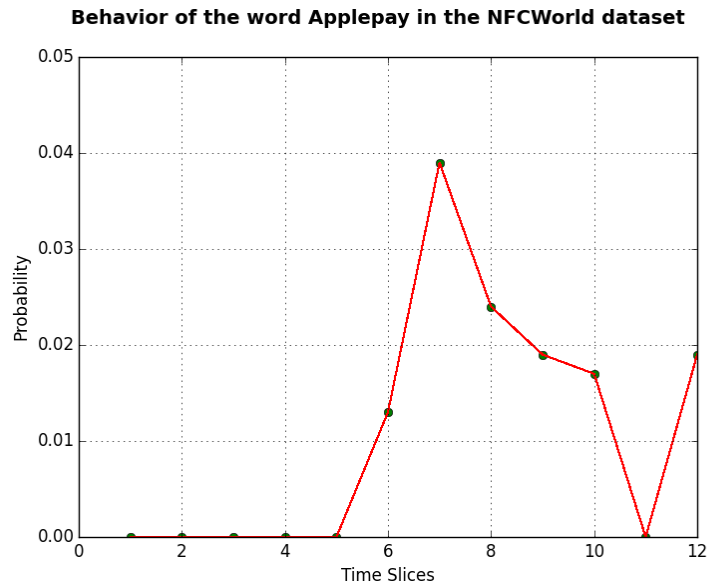 Behavior of the word Applepay in the NFCWorld dataset
0.05
0.04
0.03
0.02
0.01
0.00
Probability
0 2 4 6 8 10 12
Time Slices